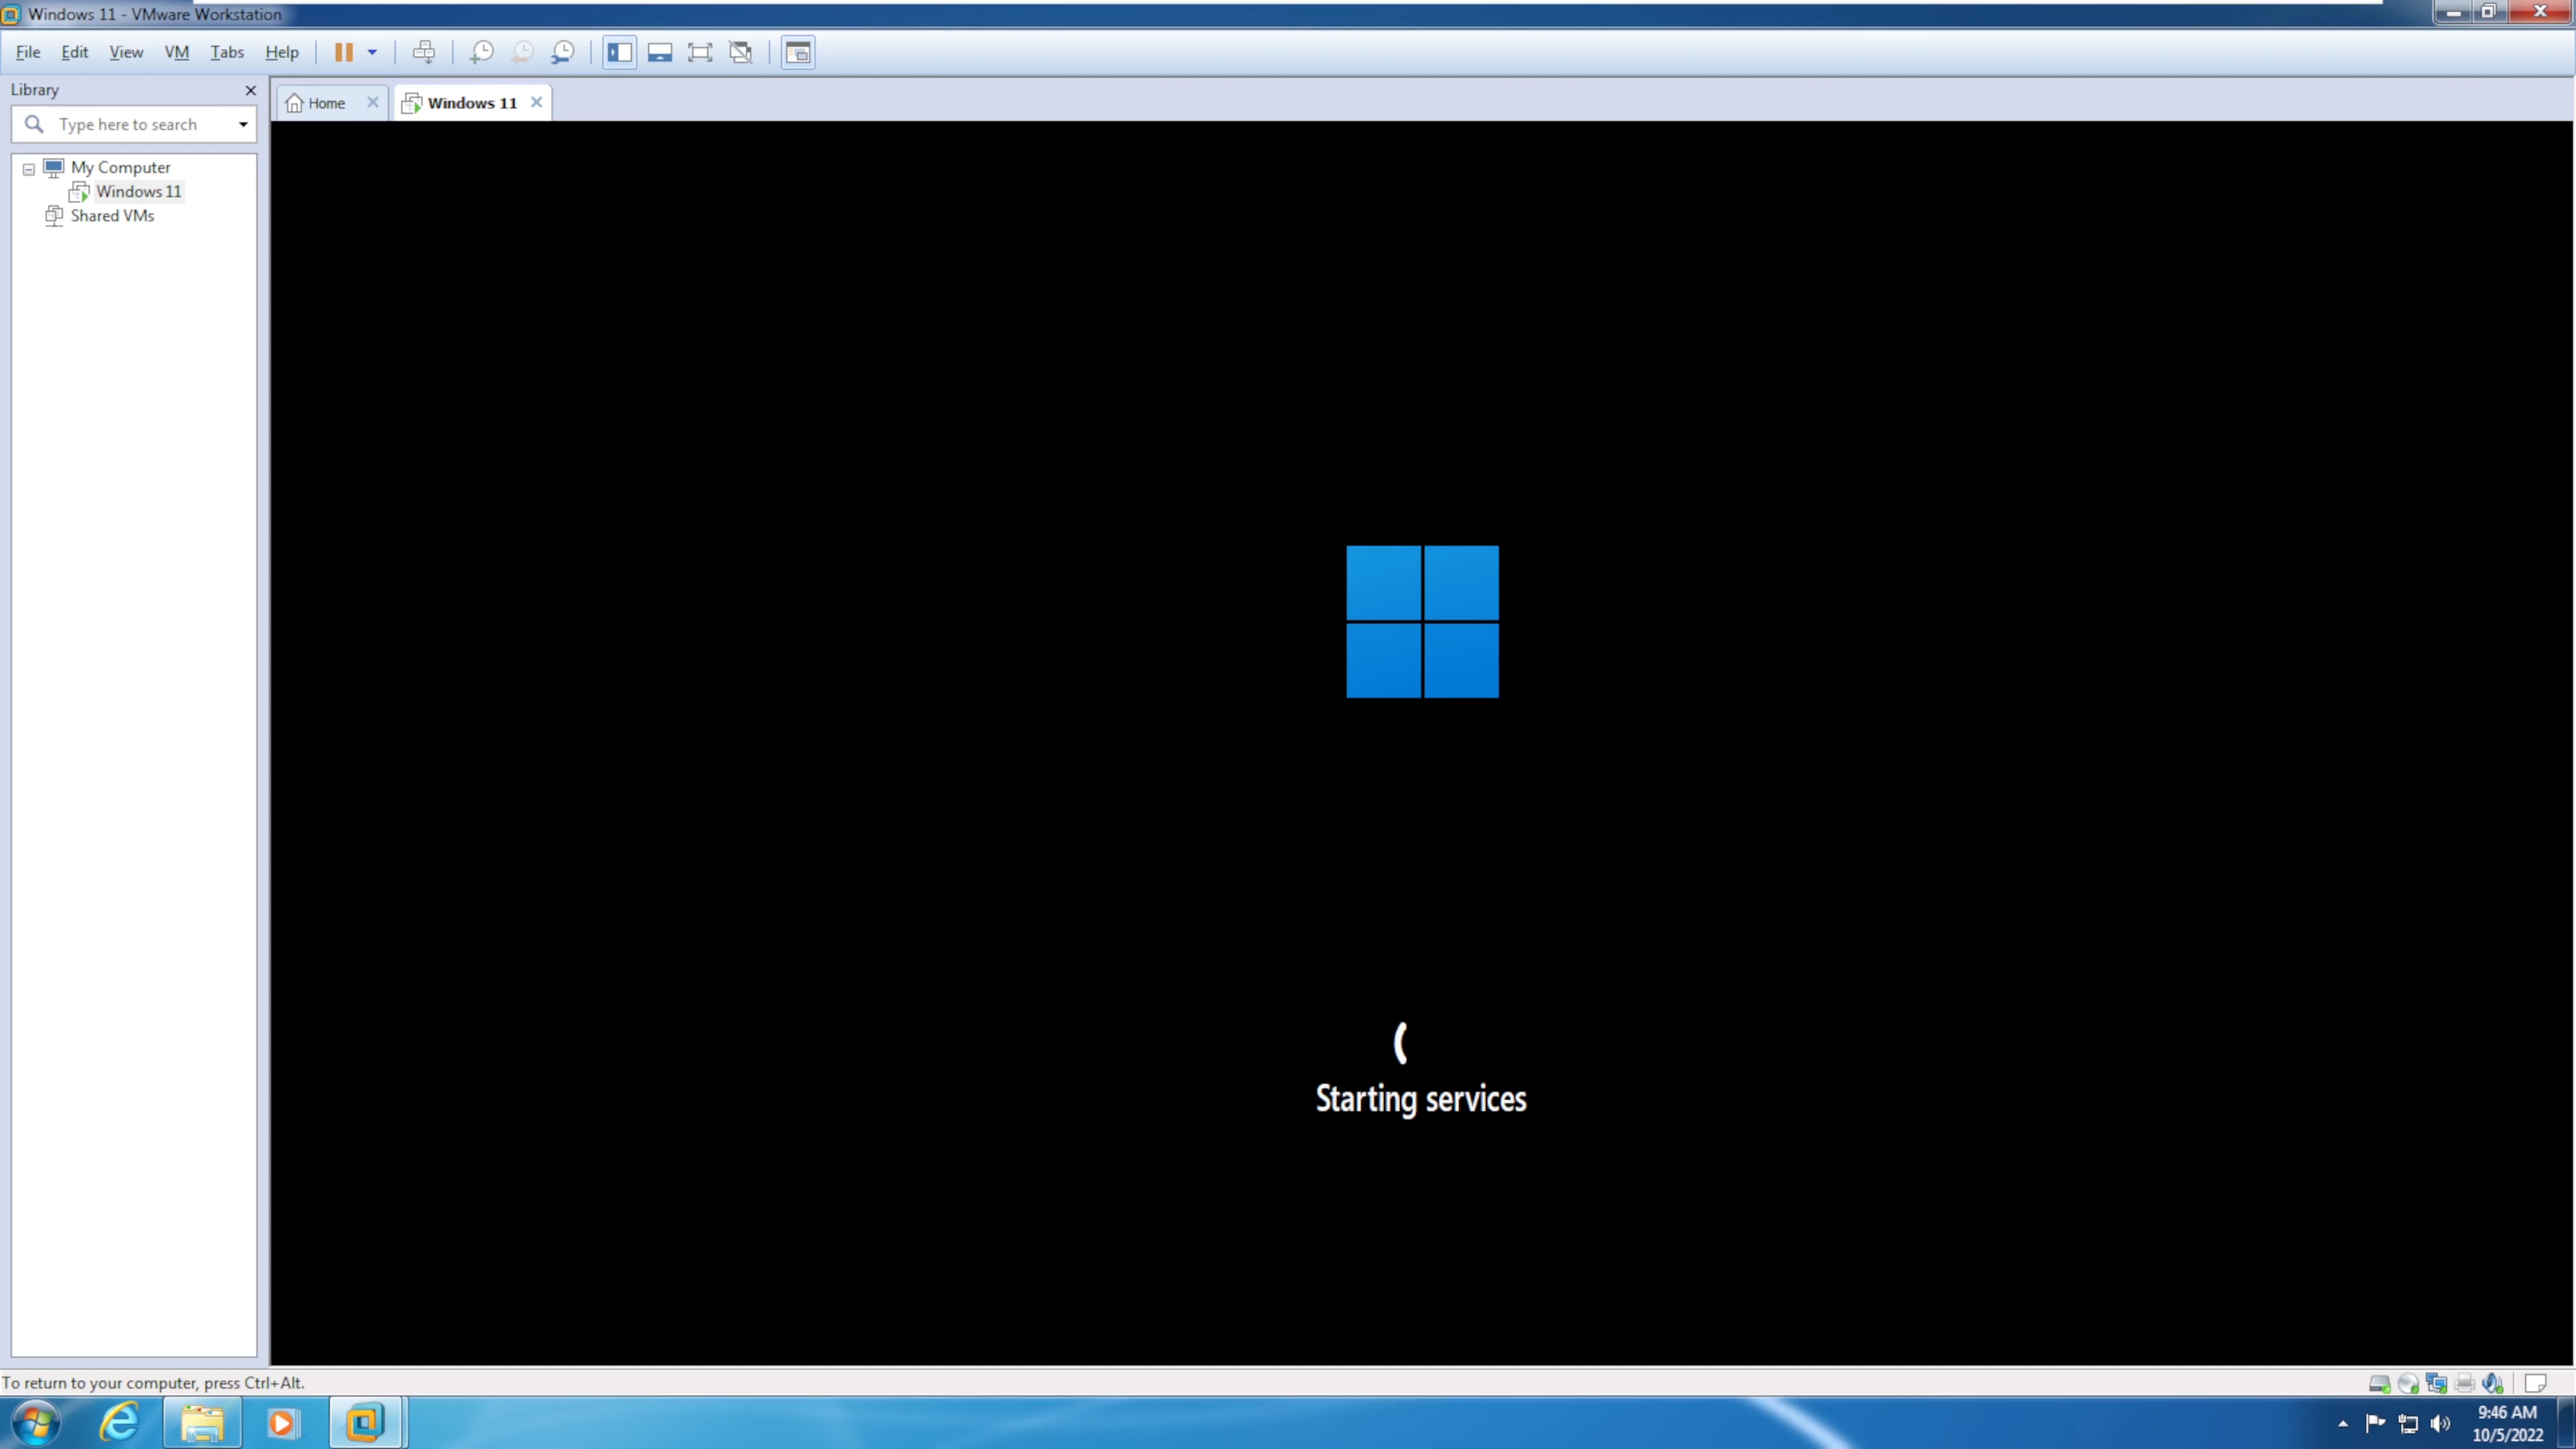 Windows 11 - VMware Workstation
File Edit View VM Tabs Help
Library
Type here to search
My Computer
Windows 11
Shared VMs
Home
Windows 11
Starting services
To return to your computer, press Ctrl+Alt.
9:46 AM
10/5/2022